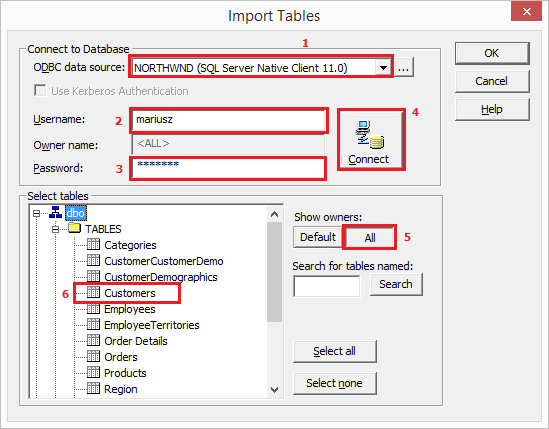 Import Tables
Connect to Database
1
ODBC data source: NORTHWND (SQL Server Native Client 11.0) ...
OK
Use Kerberos Authentication
Cancel
Username: 2 mariusz
4
Help
Owner name: <ALL>
Connect
Password: 3 *******
Select tables
dbo
Show owners:
TABLES
Default All 5
Categories
CustomerCustomerDemo
Search for tables named:
CustomerDemographics
Search
6 Customers
Employees
EmployeeTerritories
Order Details
Select all
Orders
Products
Select none
Region